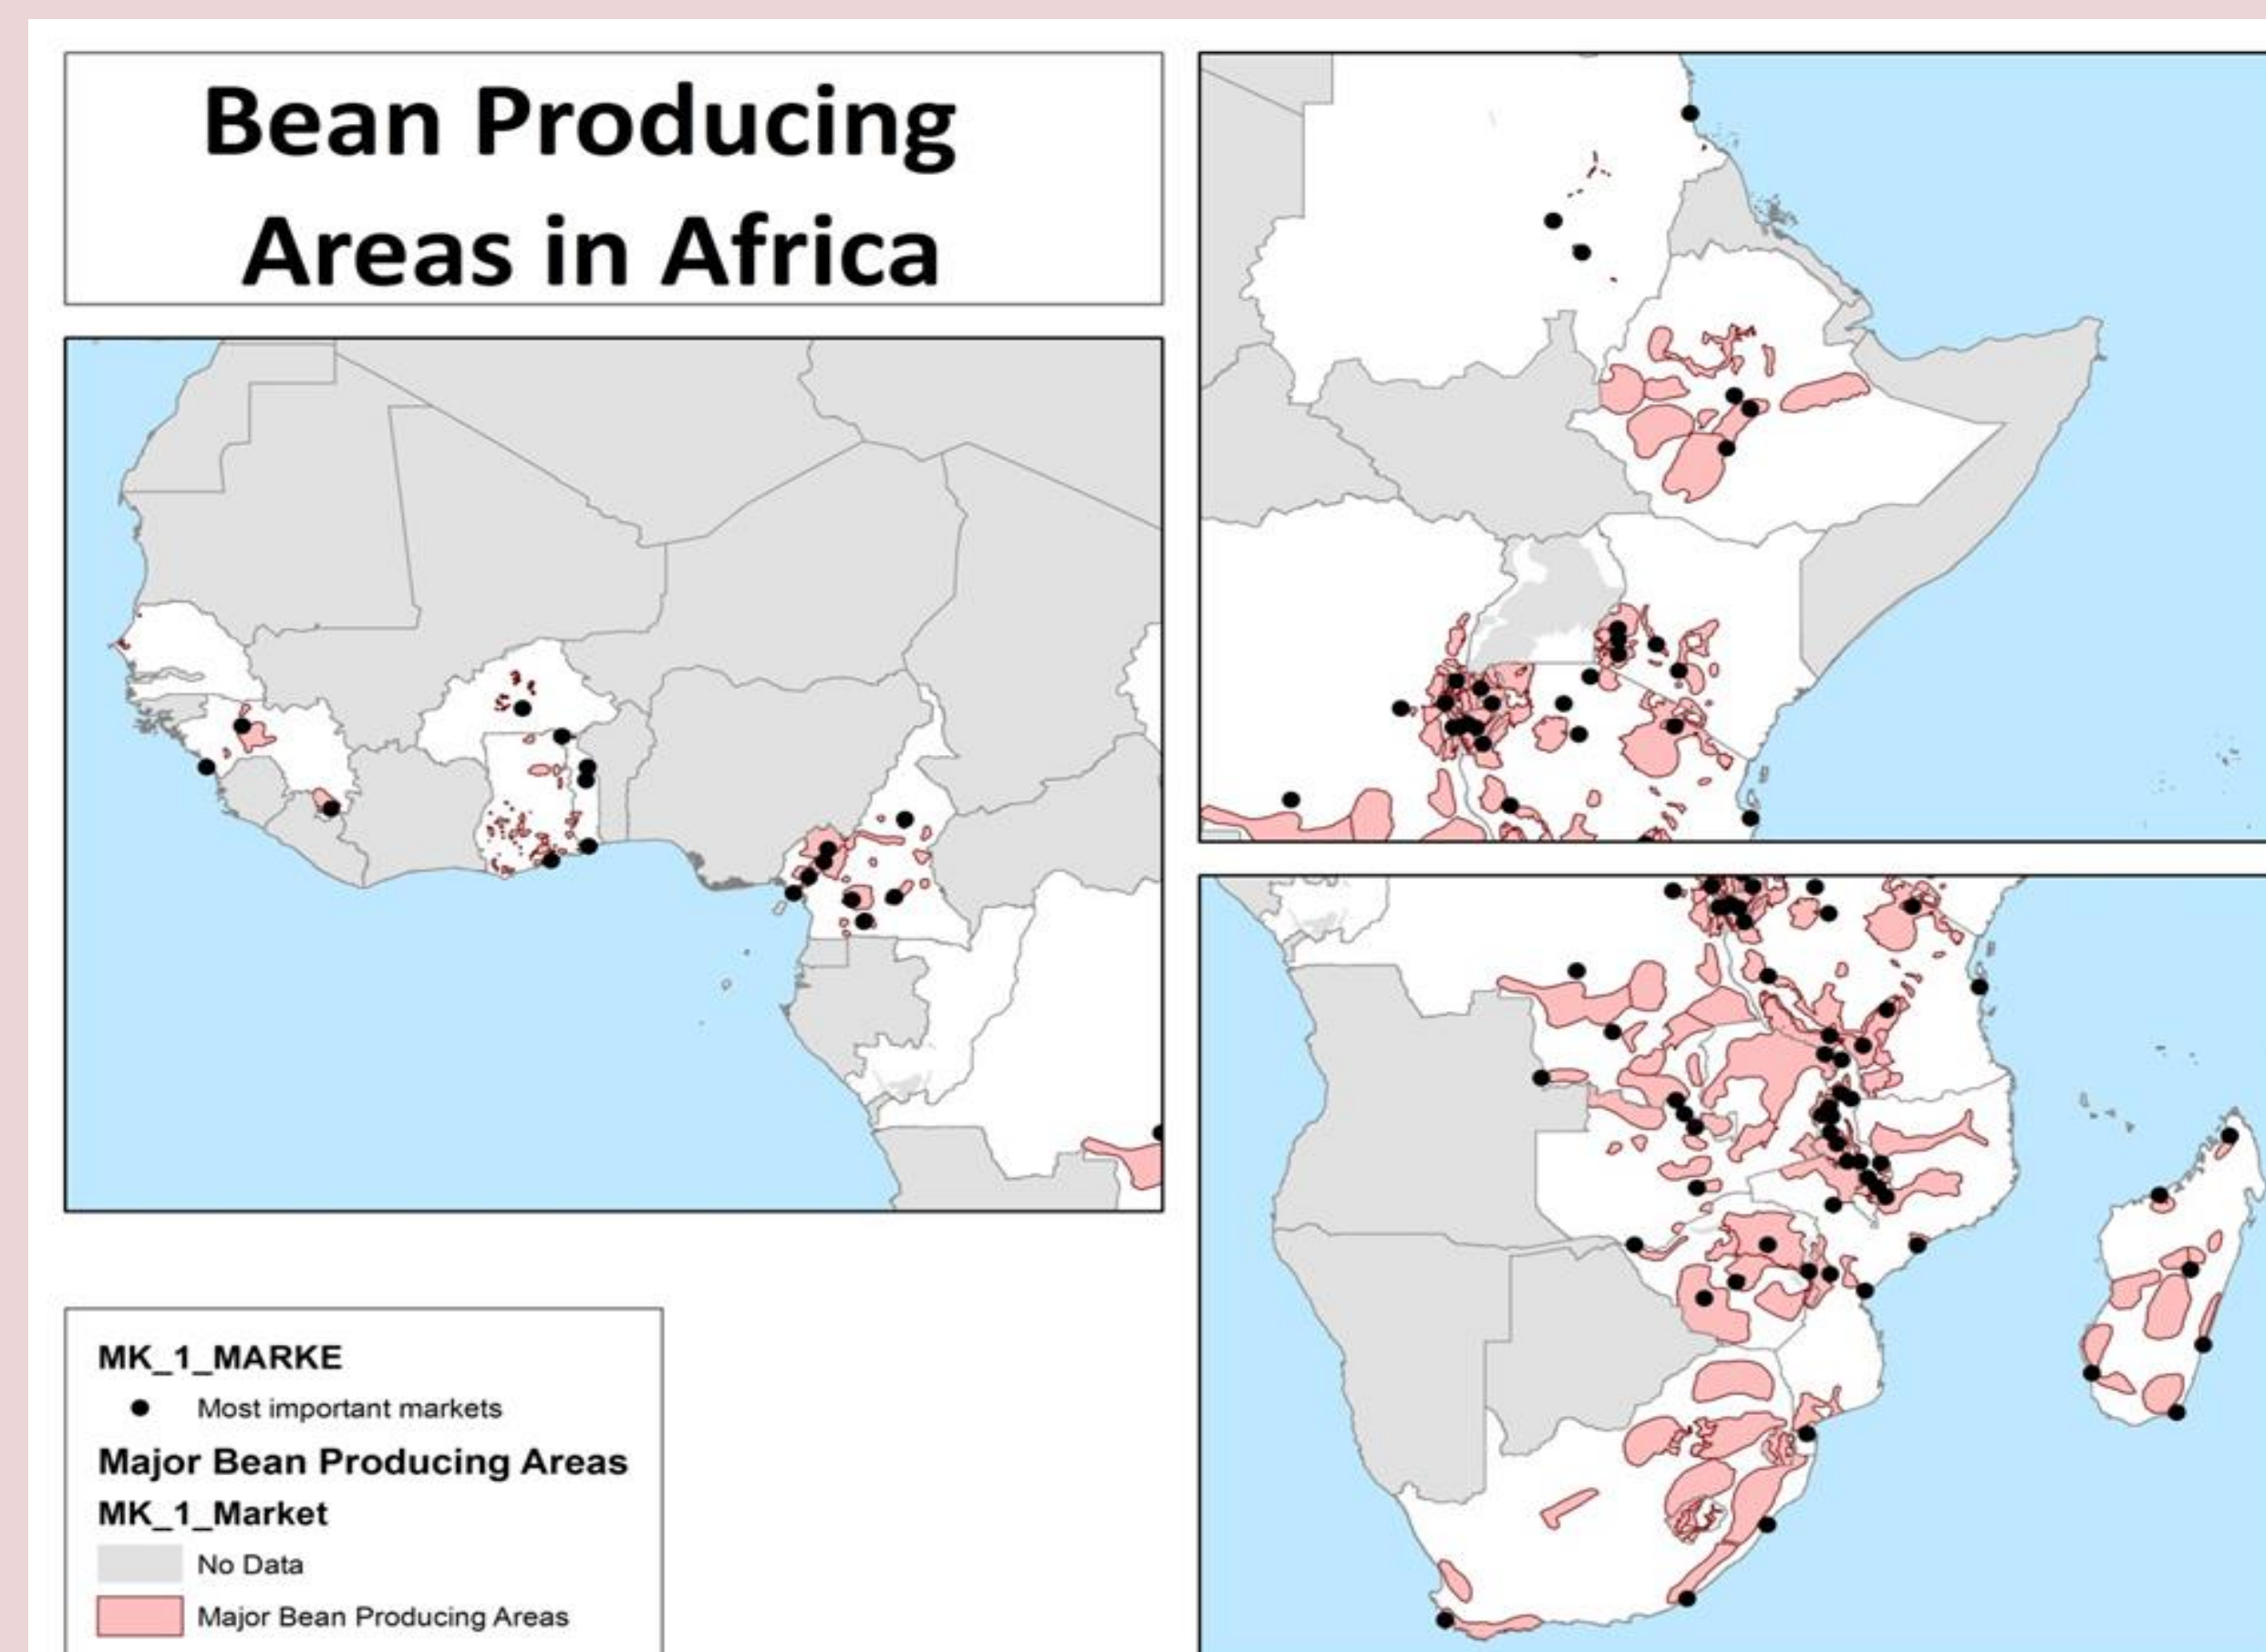 Bean Producing
Areas in Africa
MK_1_MARKE
Most important markets
Major Bean Producing Areas
MK_1_Market
No Data
Major Bean Producing Areas